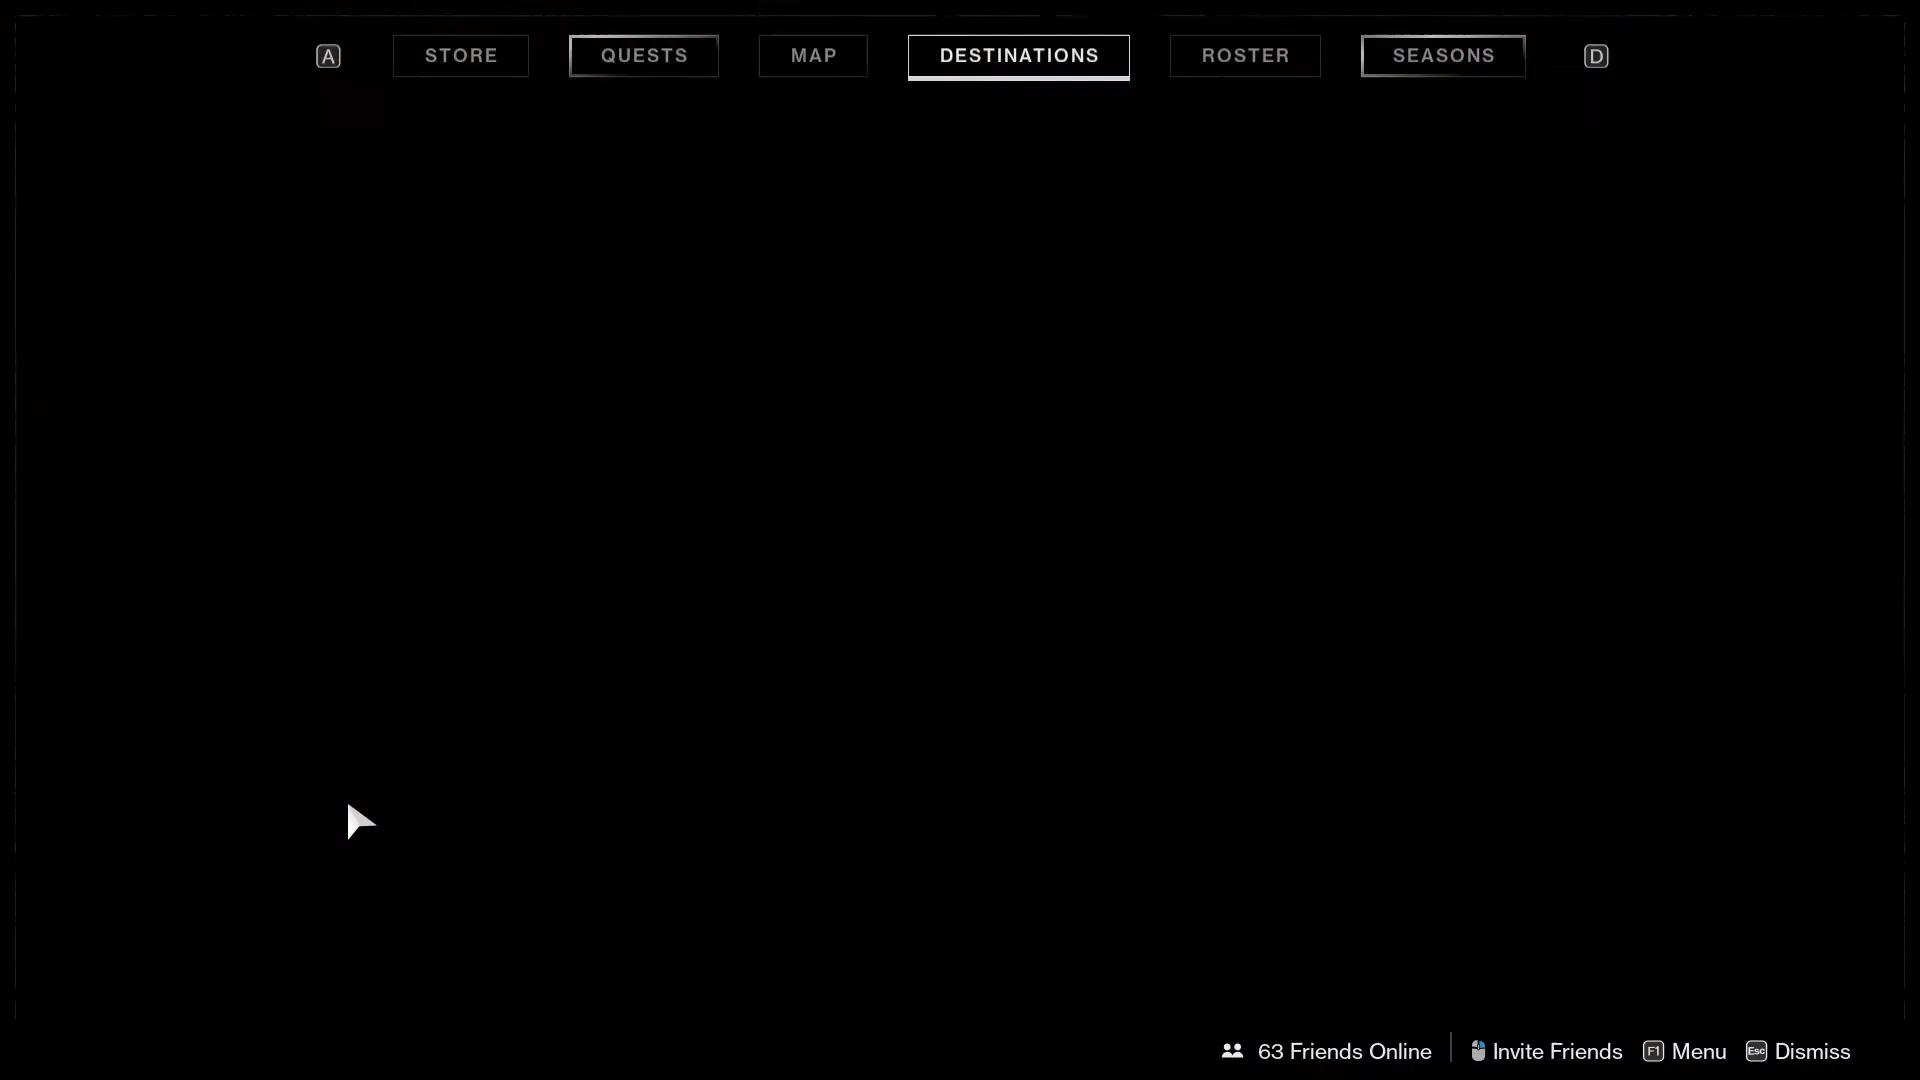 A STORE QUESTS MAP DESTINATIONS ROSTER SEASONS D
63 Friends Online Invite Friends F1 Menu Esc Dismiss